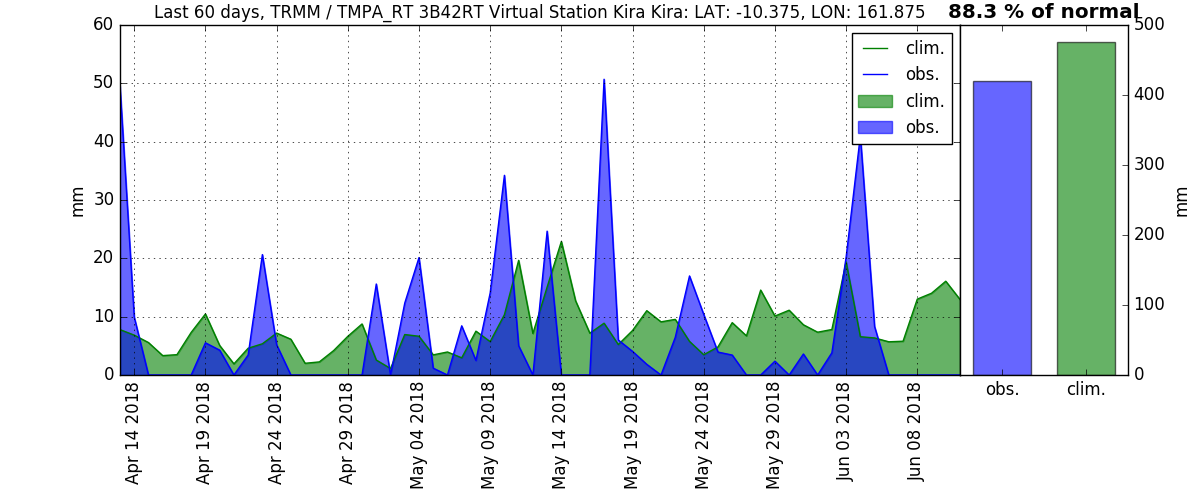 Last 60 days, TRMM / TMPA_RT 3B42RT Virtual Station Kira Kira: LAT: -10.375, LON: 161.875
88.3 % of normal
60
50
40
30
20
10
0
mm
clim.
obs.
clim.
obs.
Apr 14 2018
Apr 19 2018
Apr 24 2018
Apr 29 2018
May 04 2018
May 09 2018
May 14 2018
May 19 2018
May 24 2018
May 29 2018
Jun 03 2018
Jun 08 2018
500
400
300
200
100
0
mm
obs.
clim.